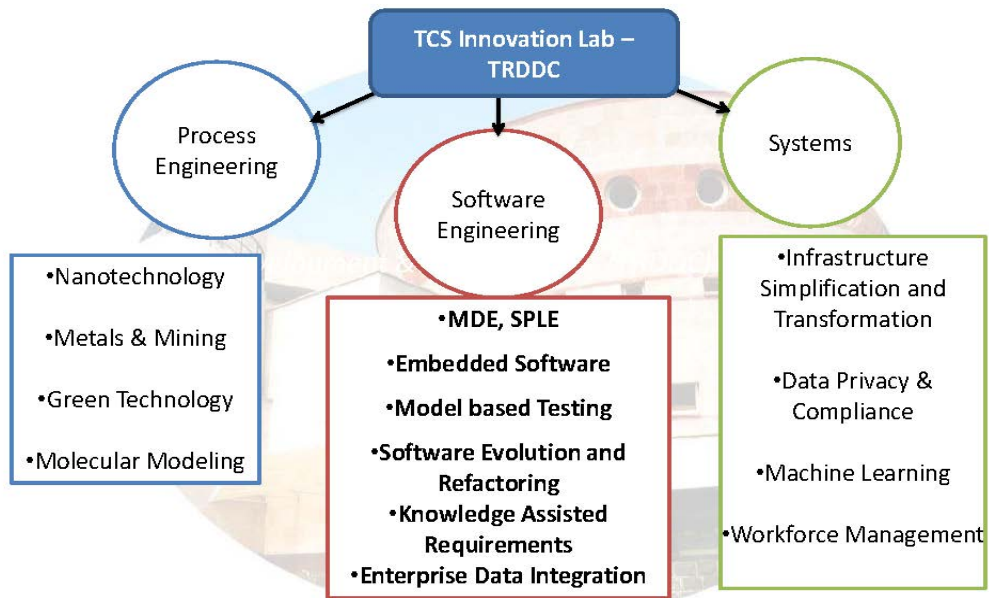 TCS Innovation Lab –
TRDDC
Process
Engineering
Software
Engineering
Systems
•Nanotechnology
•Metals & Mining
•Green Technology
•Molecular Modeling
•MDE, SPLE
•Embedded Software
•Model based Testing
•Software Evolution and
Refactoring
•Knowledge Assisted
Requirements
•Enterprise Data Integration
•Infrastructure
Simplification and
Transformation
•Data Privacy &
Compliance
•Machine Learning
•Workforce Management